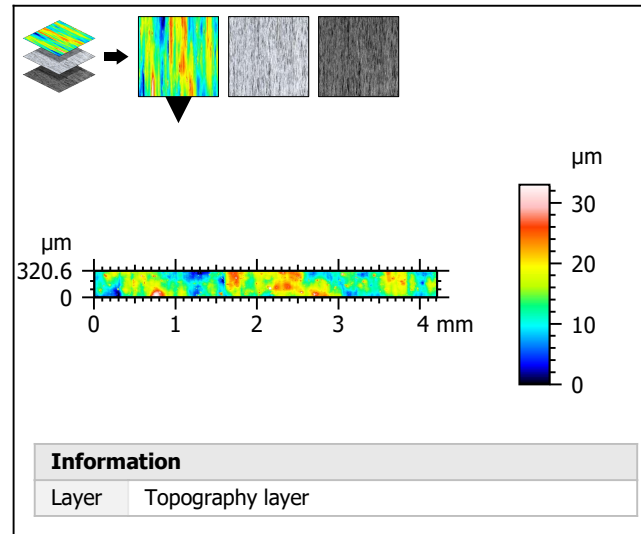 µm
30
20
10
0
µm
320.6
0
0 1 2 3 4 mm
Information
Layer Topography layer